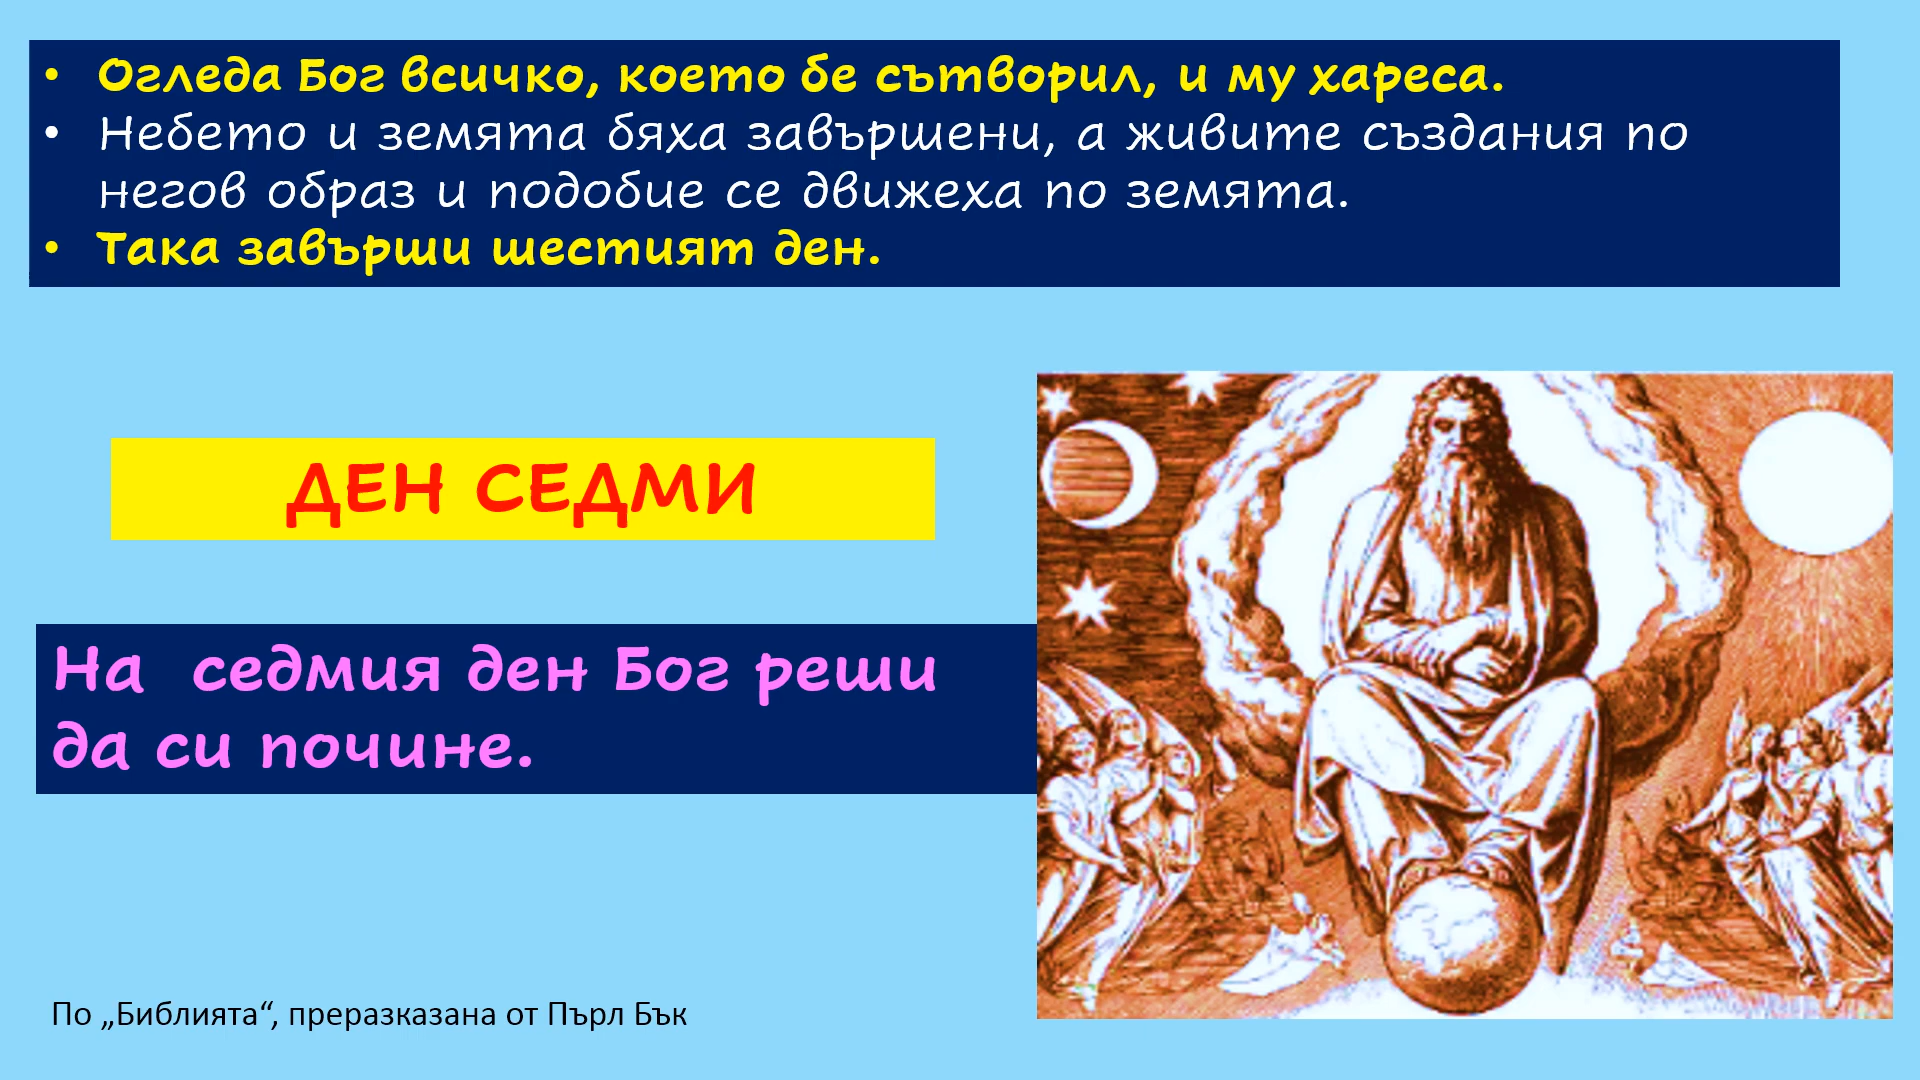 • Огледа Бог всичко, което бе сътворил, и му хареса.
• Небето и земята бяха завършени, а живите създания по
негов образ и подобие се движеха по земята.
• Така завърши шестият ден.
ДЕН СЕДМИ
На  седмия ден Бог реши
да си почине.
По „Библията“, преразказана от Пърл Бък